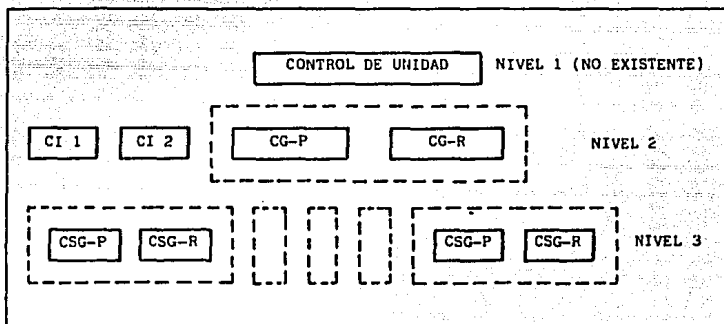 CONTROL DE UNIDAD NIVEL 1 (NO EXISTENTE)
CI 1 CI 2 CG-P CG-R NIVEL 2
CSG-P CSG-R CSG-P CSG-R NIVEL 3